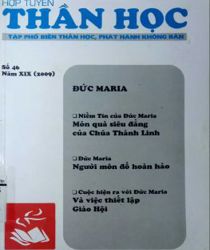 HỢP TUYỂN
THẦN HỌC
TẠP PHỔ BIẾN THẦN HỌC, PHÁT HÀNH KHÔNG BÁN
Số 46
Năm XIX (2009)
ĐỨC MARIA
❑ Niềm Tin của Đức Maria
Món quà siêu đẳng
của Chúa Thánh Linh
❑ Đức Maria
Người môn đồ hoàn hảo
❑ Cuộc hiện ra với Đức Maria
Và việc thiết lập
Giáo Hội